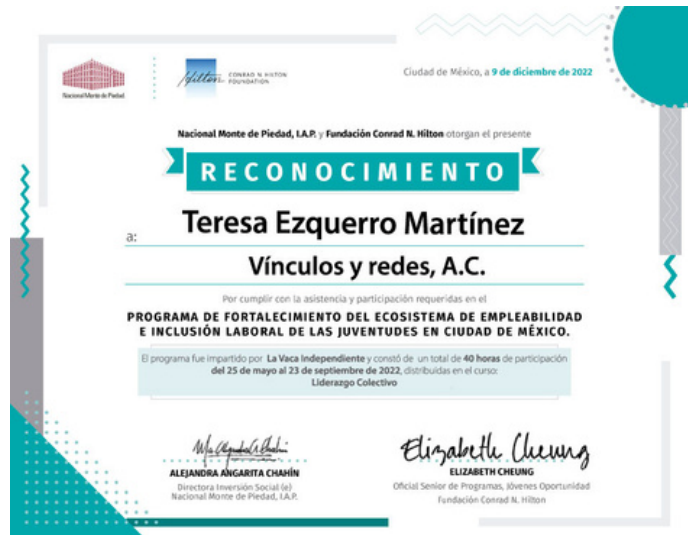 Nacional Monte de Piedad
Hilton CONRAD N HILTON
FOUNDATION
Ciudad de México, a 9 de diciembre de 2022
Nacional Monte de Piedad, I.A.P. y Fundación Conrad N. Hilton otorgan el presente
RECONOCIMIENTO
a: Teresa Ezquerro Martínez
Vínculos y redes, A.C.
Por cumplir con la asistencia y participación requeridas en el
PROGRAMA DE FORTALECIMIENTO DEL ECOSISTEMA DE EMPLEABILIDAD
E INCLUSIÓN LABORAL DE LAS JUVENTUDES EN CIUDAD DE MÉXICO.
El programa fue impartido por La Vaca Independiente y constó de un total de 40 horas de participación
del 25 de mayo al 23 de septiembre de 2022, distribuidas en el curso:
Liderazgo Colectivo
ALEJANDRA ANGARITA CHAHÍN
Directora Inversión Social (e)
Nacional Monte de Piedad, I.A.P.
Elizabeth Cheung
ELIZABETH CHEUNG
Oficial Senior de Programas, Jóvenes Oportunidad
Fundación Conrad N. Hilton